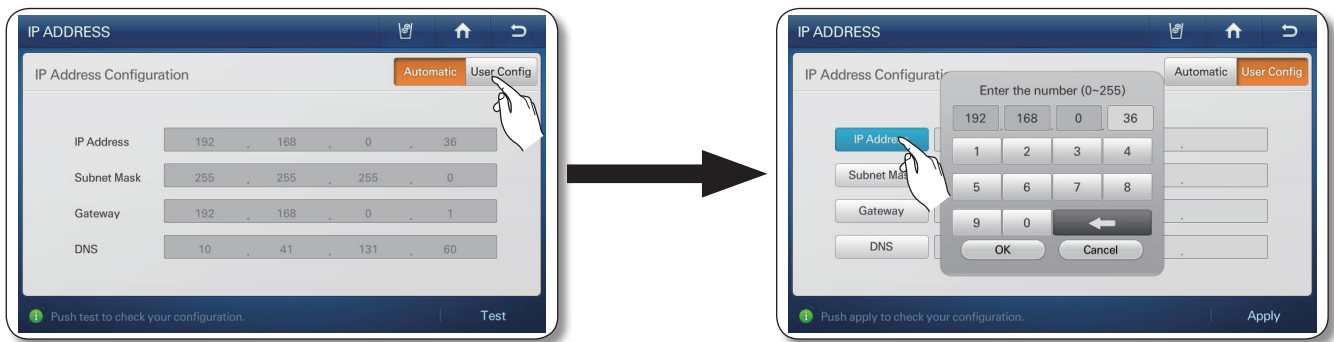 IP ADDRESS
IP Address Configuration
Automatic
User Config
IP Address 192 . 168 . 0 . 36
Subnet Mask 255 . 255 . 255 . 0
Gateway 192 . 168 . 0 . 1
DNS 10 . 41 . 131 . 60
Push test to check your configuration.
Test
IP ADDRESS
IP Address Configuratio
Automatic
User Config
Enter the number (0~255)
192 . 168 . 0 . 36
IP Addre
1 2 3 4
Subnet Mas
5 6 7 8
Gateway
9 0
DNS
OK Cancel
Push apply to check your configuration.
Apply